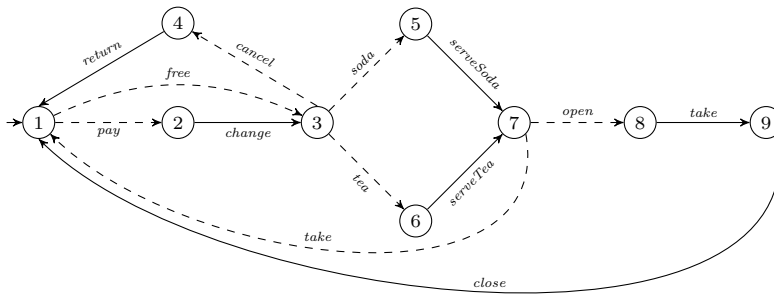 4
5
return
cancel
soda
serveSoda
free
1
pay
2
change
3
7
open
8
take
9
tea
serveTea
6
take
close